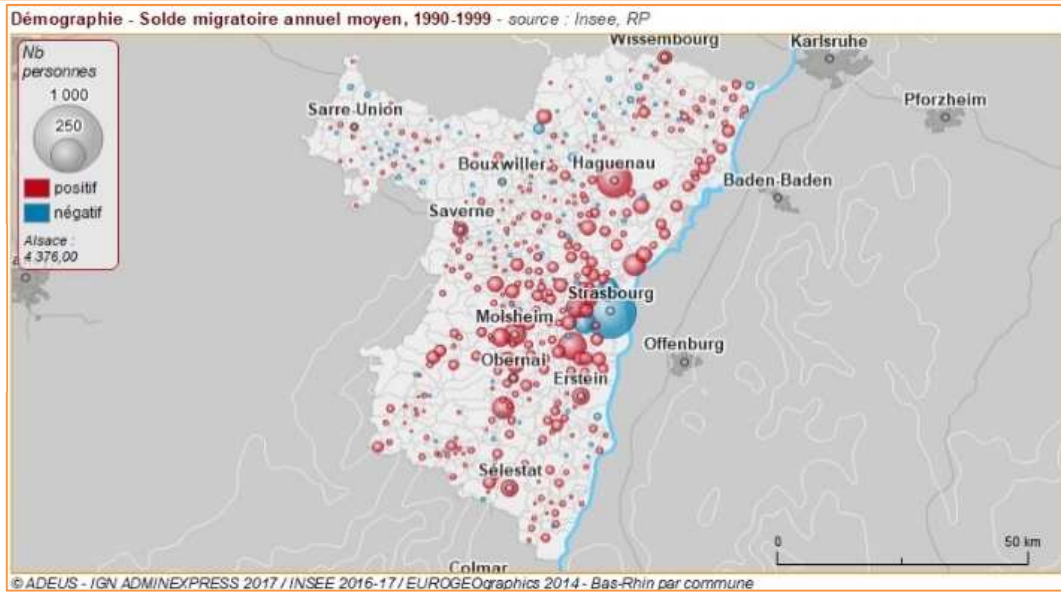 Démographie - Solde migratoire annuel moyen, 1990-1999 - source : Insee, RP
Nb
personnes
1 000
250
positif
négatif
Alsace :
4 376,00
Wissembourg
Karlsruhe
Pforzheim
Sarre-Union
Bouxwiller
Haguenau
Baden-Baden
Saverne
Strasbourg
Molsheim
Offenburg
Obernai
Erstein
Sélestat
Colmar
0
50 km
© ADEUS - IGN ADMINEXPRESS 2017 / INSEE 2016-17 / EUROGEOgraphics 2014 - Bas-Rhin par commune